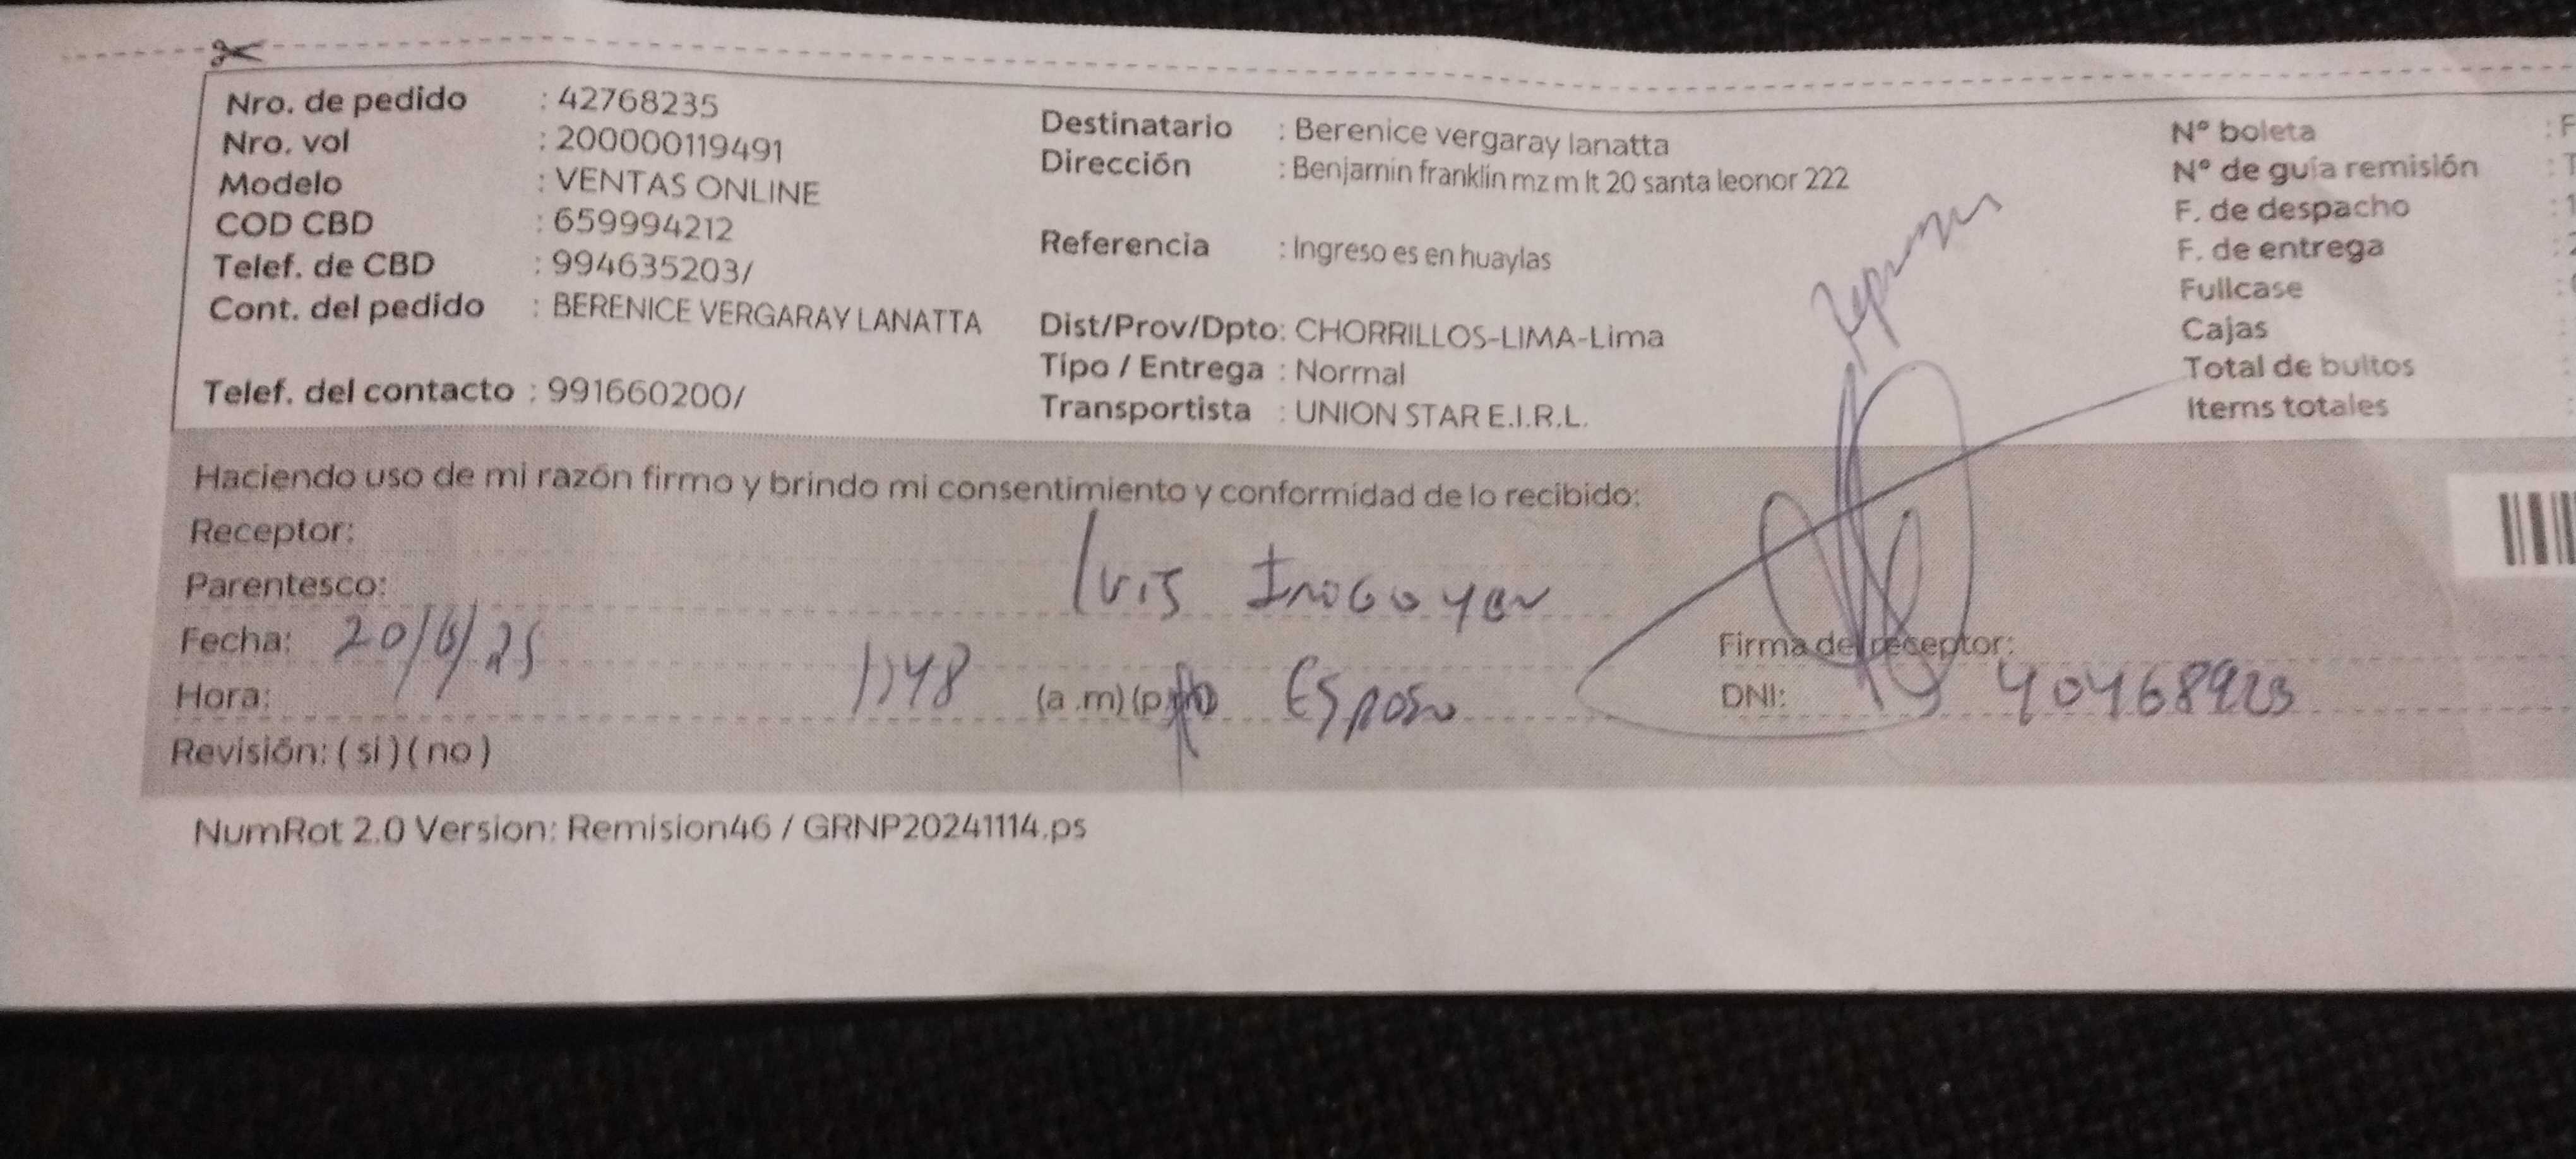 Nro. de pedido : 42768235
Nro. vol : 200000119491
Modelo : VENTAS ONLINE
COD CBD : 659994212
Telef. de CBD : 994635203/
Cont. del pedido : BERENICE VERGARAY LANATTA
Telef. del contacto : 991660200/
Destinatario : Berenice vergaray lanatta
Dirección : Benjamin franklin mz m lt 20 santa leonor 222
Referencia : Ingreso es en huaylas
Dist/Prov/Dpto: CHORRILLOS-LIMA-Lima
Tipo / Entrega : Normal
Transportista : UNION STAR E.I.R.L.
N° boleta : F
N° de guía remisión :
F. de despacho : 1
F. de entrega : 2
Fullcase :
Cajas :
Total de bultos
Items totales :
Haciendo uso de mi razón firmo y brindo mi consentimiento y conformidad de lo recibido:
Receptor:
Parentesco: Luis
Fecha: 20/6/25
Hora: (a .m) (p.m) Esposo
Firma del receptor:
DNI:
Revisión: ( si ) ( no )
NumRot 2.0 Version: Remision46 / GRNP20241114.ps